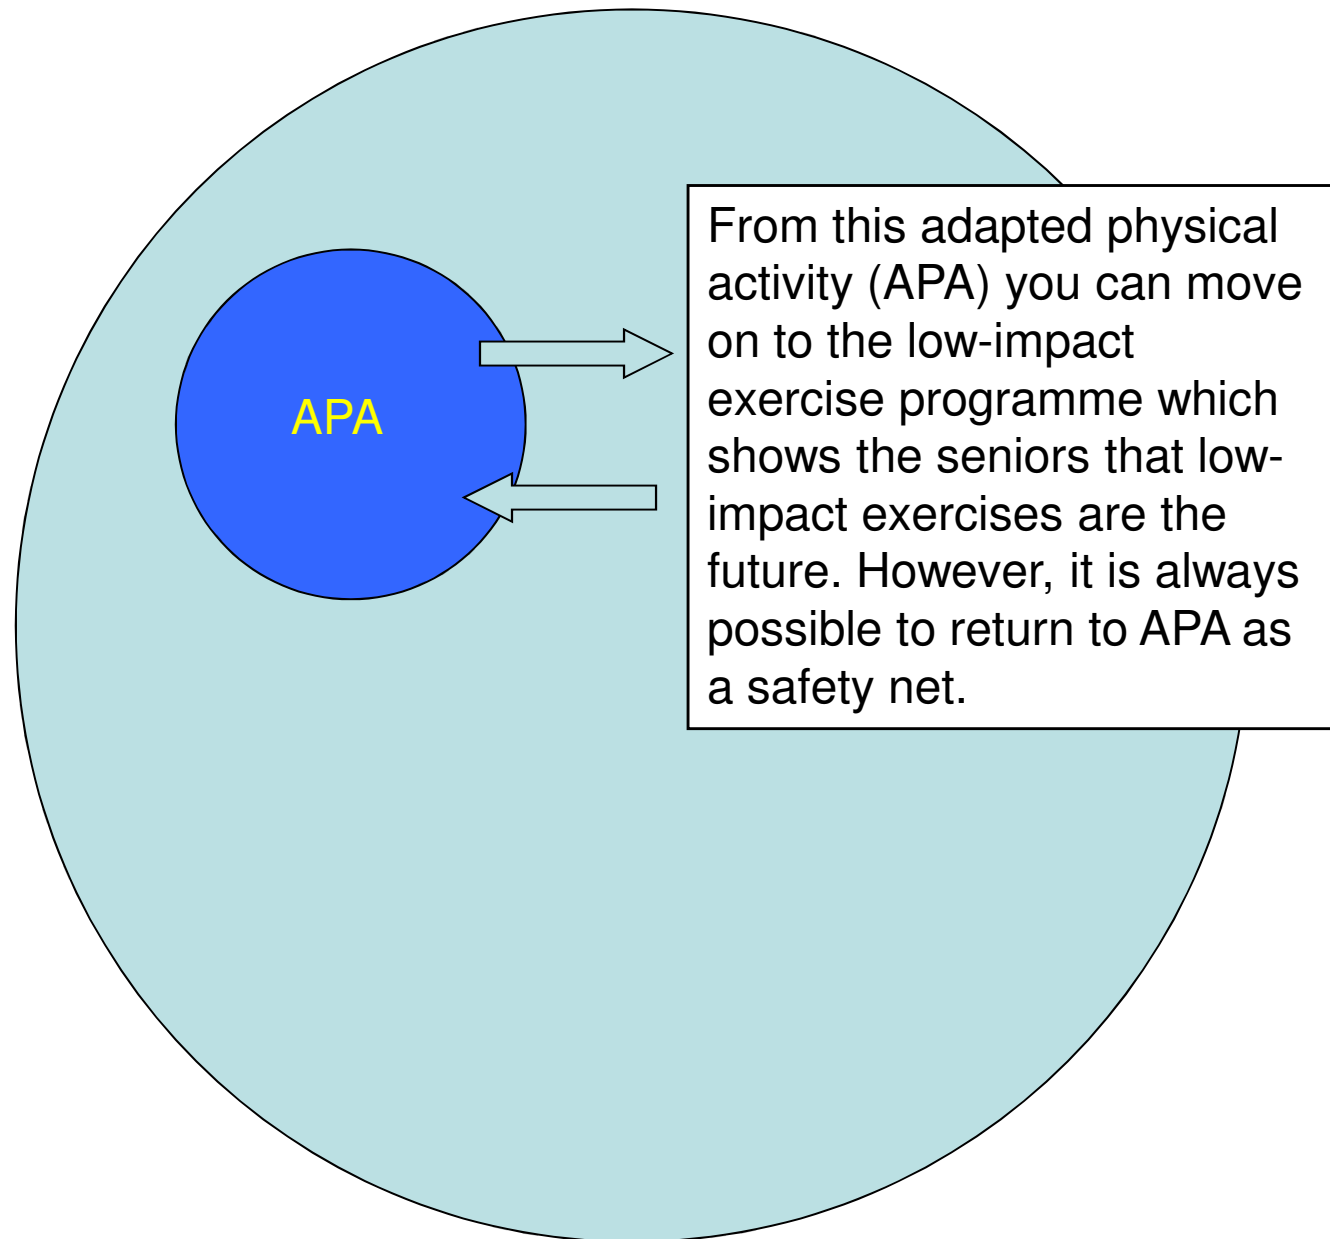 APA
From this adapted physical
activity (APA) you can move
on to the low-impact
exercise programme which
shows the seniors that low-
impact exercises are the
future. However, it is always
possible to return to APA as
a safety net.